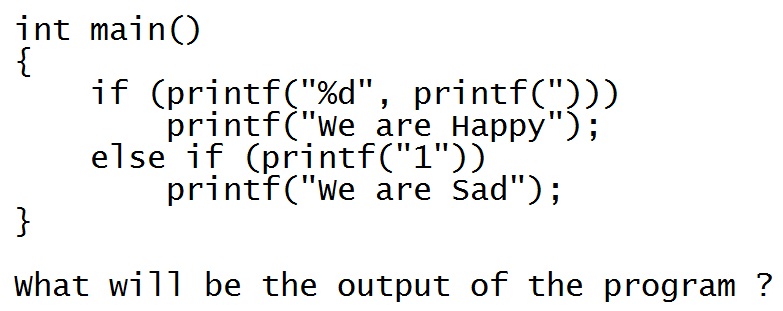 int main()
{
    if (printf("%d", printf(")))
        printf("We are Happy");
    else if (printf("1"))
        printf("We are Sad");
}
What will be the output of the program ?